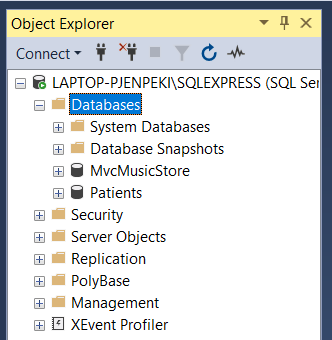 Object Explorer
Connect
LAPTOP-PJENPEKI\SQLEXPRESS (SQL Ser
Databases
System Databases
Database Snapshots
MvcMusicStore
Patients
Security
Server Objects
Replication
PolyBase
Management
XEvent Profiler